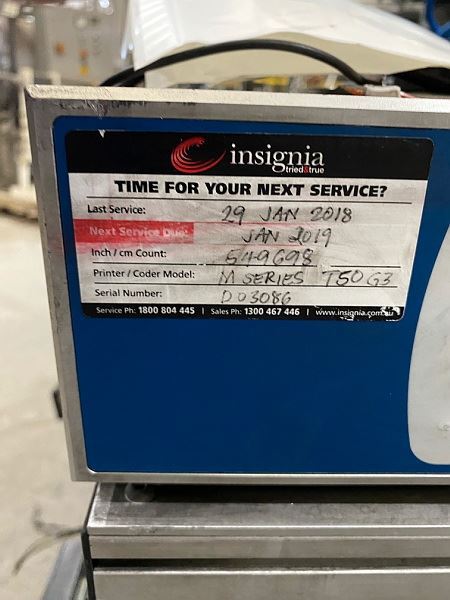 insignia
tried&true
TIME FOR YOUR NEXT SERVICE?
Last Service: 29 JAN 2018
Next Service Due: JAN 2019
Inch / cm Count: 549698
Printer / Coder Model: M SERIES T50 G3
Serial Number: D03086
Service Ph: 1800 804 445 | Sales Ph: 1300 467 446 | www.insignia.com.au